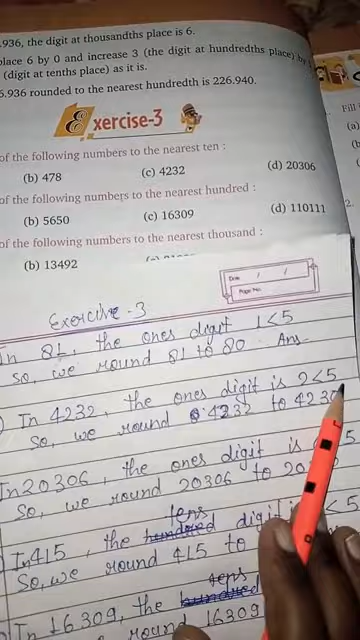 .936, the digit at thousandths place is 6.
place 6 by 0 and increase 3 (the digit at hundredths place) by
(digit at tenths place) as it is.
6.936 rounded to the nearest hundredth is 226.940.
Exercise-3
of the following numbers to the nearest ten :
(b) 478 (c) 4232 (d) 20306
of the following numbers to the nearest hundred :
(b) 5650 (c) 16309 (d) 110111
of the following numbers to the nearest thousand :
(b) 13492
Fill
(a)
(b
2.
Date / /
Page No.
Exercise - 3
In 81, the ones digit 1<5
So, we round 81 to 80 Ans
In 4232, the ones digit is 2<5
So, we round 4232 to 4230
In 20306, the ones digit is 5
So, we round 20306 to 20
tens
In 415, the hundred digit is <5
So, we round 415 to
tens
In 16309, the hundred
round 16309